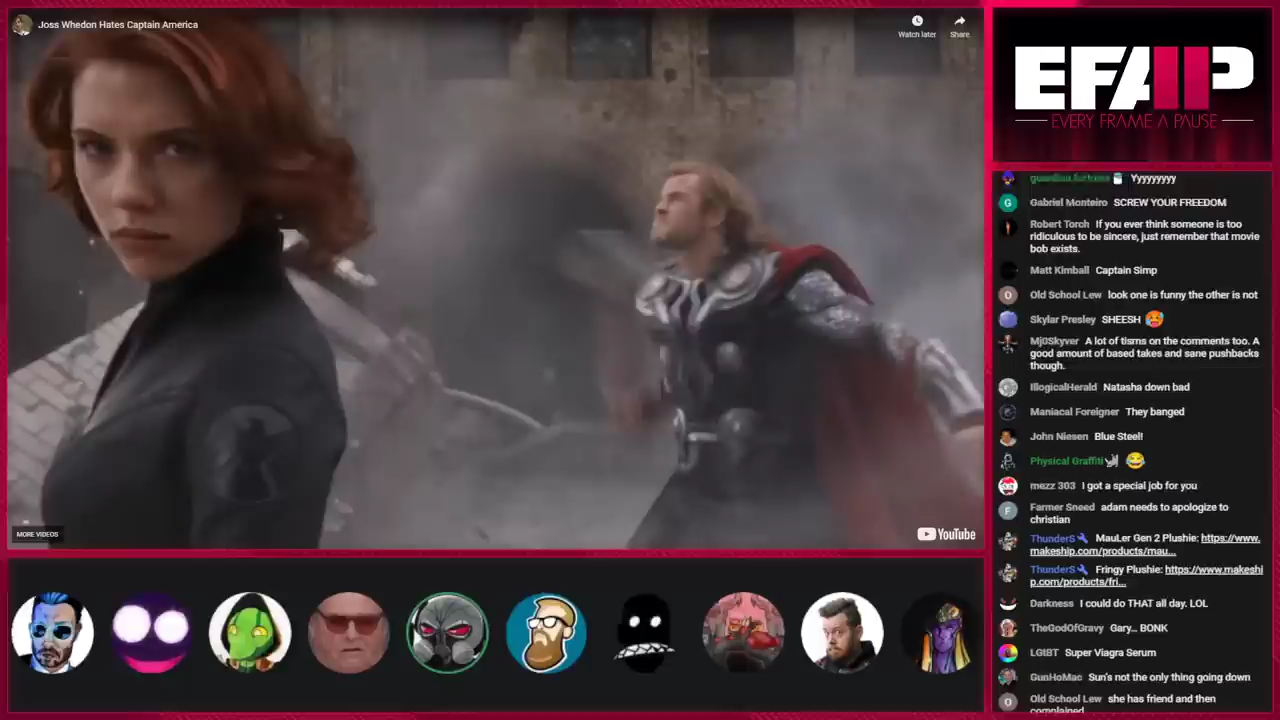 Joss Whedon Hates Captain America
Watch later
Share
MORE VIDEOS
YouTube
EFAP
EVERY FRAME A PAUSE
Yyyyyyyy
Gabriel Monteiro SCREW YOUR FREEDOM
Robert Torch If you ever think someone is too
ridiculous to be sincere, just remember that movie
bob exists.
Matt Kimball Captain Simp
Old School Lew look one is funny the other is not
Skylar Presley SHEESH
Mj0Skyver A lot of tisms on the comments too. A
good amount of based takes and sane pushbacks
though.
IllogicalHerald Natasha down bad
Maniacal Foreigner They banged
John Niesen Blue Steel!
Physical Graffiti
mezz 303 I got a special job for you
Farmer Sneed adam needs to apologize to
christian
ThunderS MauLer Gen 2 Plushie: https://www.
makeship.com/products/mau...
ThunderS Fringy Plushie: https://www.makeshi
p.com/products/fri...
Darkness I could do THAT all day. LOL
TheGodOfGravy Gary... BONK
LGIBT Super Viagra Serum
GunHoMac Sun's not the only thing going down
Old School Lew she has friend and then
complained